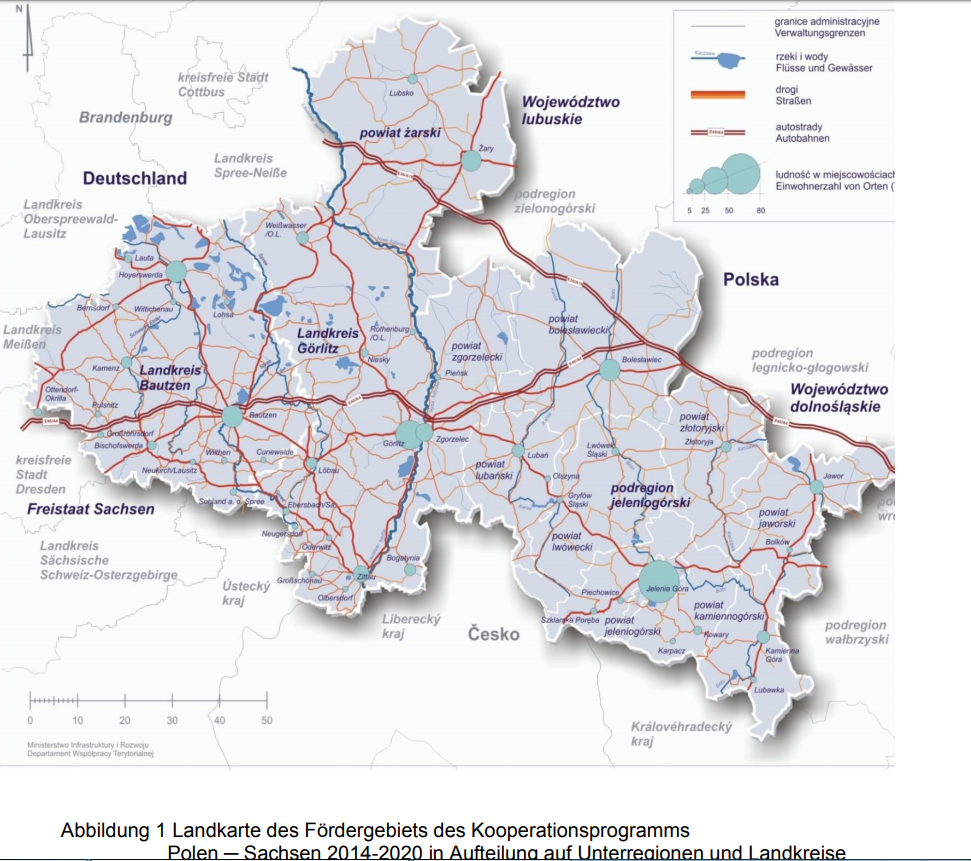 N
kreisfreie Stadt
Cottbus
Brandenburg
Deutschland
Landkreis
Spree-Neiße
Landkreis
Oberspreewald-
Lausitz
Landkreis
Meißen
Lubsko
powiat żarski
Żary
Województwo
lubuskie
podregion
zielonogórski
granice administracyjne
Verwaltungsgrenzen
rzeki i wody
Flüsse und Gewässer
drogi
Straßen
autostrady
Autobahnen
ludność w miejscowościach
Einwohnerzahl von Orten (
5 25 50 80
Polska
podregion
legnicko-głogowski
Województwo
dolnośląskie
Weißwasser
/O.L.
Lauta
Hoyerswerda
Bernsdorf
Wittichenau
Lohsa
Landkreis
Görlitz
Rothenburg
/O.L.
Niesky
Kamenz
Landkreis
Bautzen
Ottendorf-
Okrilla
Pulsnitz
Großröhrsdorf
Bischofswerda
Bautzen
Wilthen
Cunewalde
Neukirch/Lausitz
Löbau
Sohland a. d. Spree
Ebersbach/Sa.
Neugersdorf
Oderwitz
Großschönau
Olbersdorf
Zittau
Bogatynia
Görlitz
Zgorzelec
powiat
zgorzelecki
Pieńsk
powiat
bolesławiecki
Bolesławiec
powiat
złotoryjski
Złotoryja
Lubań
Lwówek
Śląski
powiat
lubański
Olszyna
Gryfów
Śląski
podregion
jeleniogórski
Jawor
powiat
jaworski
Bolków
powiat
lwówecki
Jelenia Góra
Piechowice
Szklarska Poręba
powiat
jeleniogórski
Kowary
Karpacz
powiat
kamiennogórski
Kamienna
Góra
Lubawka
kreisfreie
Stadt
Dresden
Freistaat Sachsen
Landkreis
Sächsische
Schweiz-Osterzgebirge
Ústecký
kraj
Liberecký
kraj
Česko
Královéhradecký
kraj
podregion
wałbrzyski
0 10 20 30 40 50
Ministerstwo Infrastruktury i Rozwoju
Departament Współpracy Terytorialnej
Abbildung 1 Landkarte des Fördergebiets des Kooperationsprogramms
Polen — Sachsen 2014-2020 in Aufteilung auf Unterregionen und Landkreise